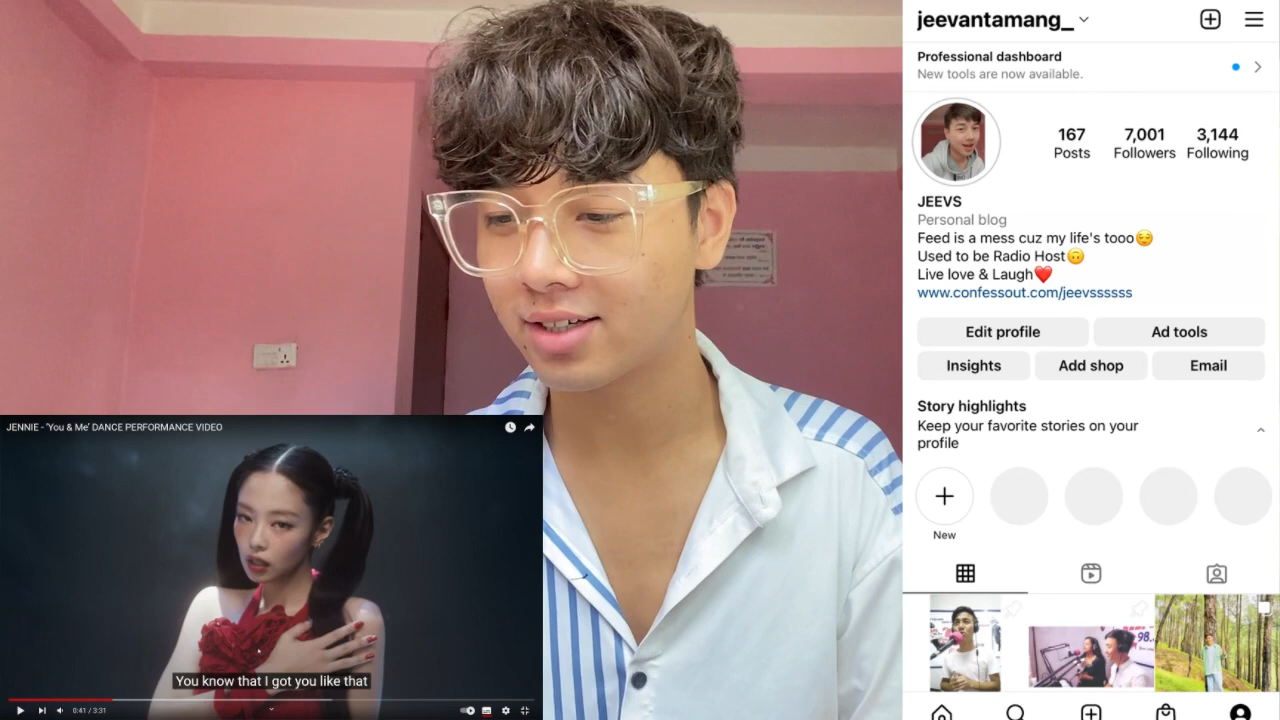 JENNIE - 'You & Me' DANCE PERFORMANCE VIDEO
You know that I got you like that
0:41 / 3:31
jeevantamang_
Professional dashboard
New tools are now available.
167 7,001 3,144
Posts Followers Following
JEEVS
Personal blog
Feed is a mess cuz my life's tooo😌
Used to be Radio Host🙃
Live love & Laugh❤️
www.confessout.com/jeevssssss
Edit profile Ad tools
Insights Add shop Email
Story highlights
Keep your favorite stories on your
profile
New
98.